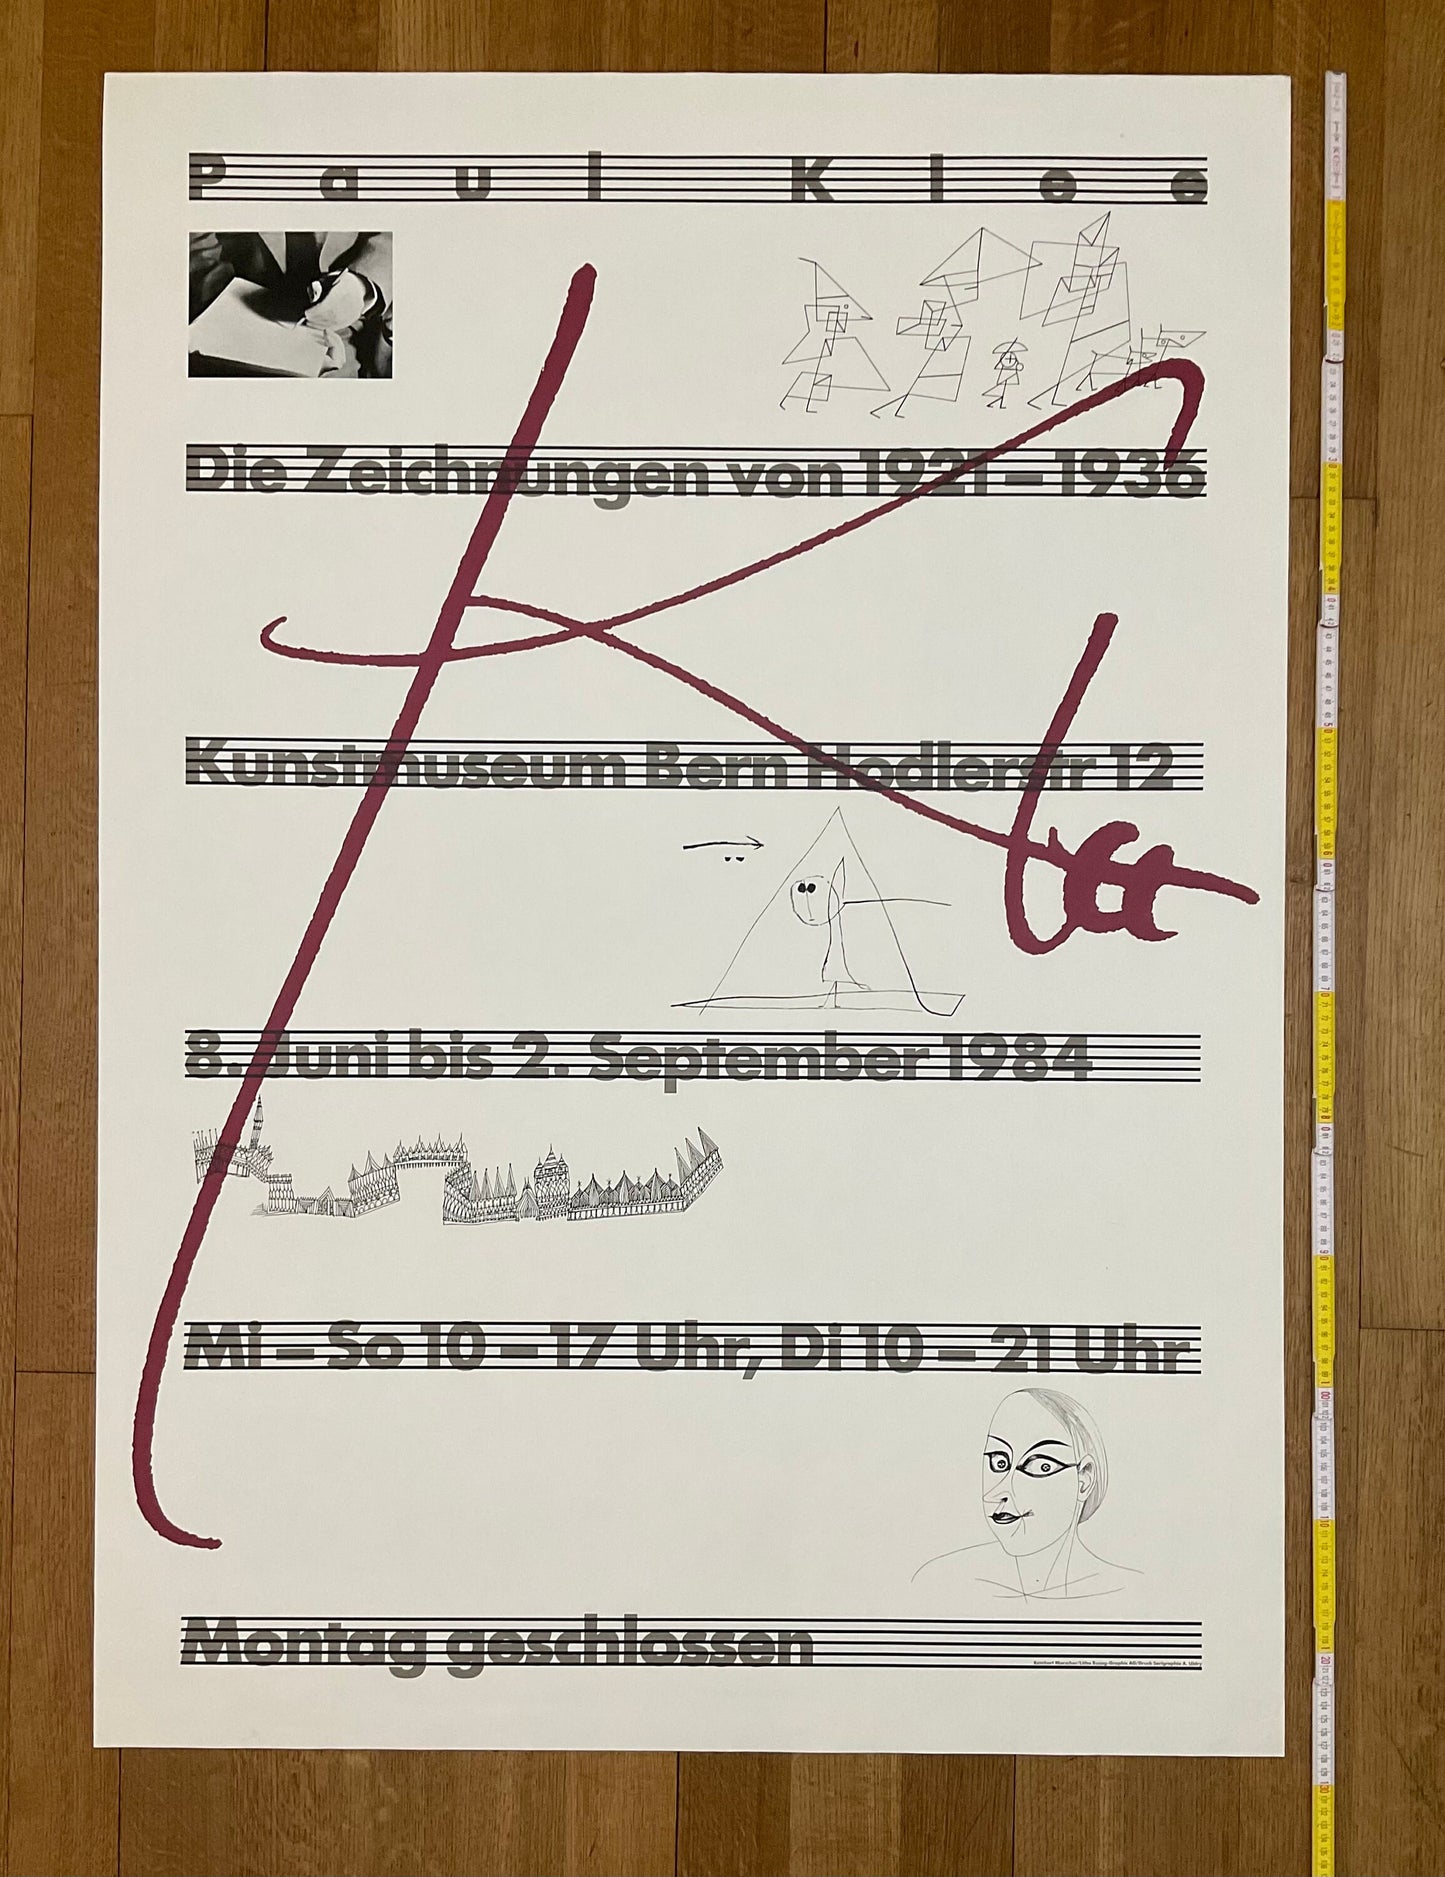 Paul Klee
Die Zeichnungen von 1921 – 1936
Klee
Kunstmuseum Bern Hodlerstr 12
8. Juni bis 2. September 1984
Mi – So 10 – 17 Uhr, Di 10 – 21 Uhr
Montag geschlossen